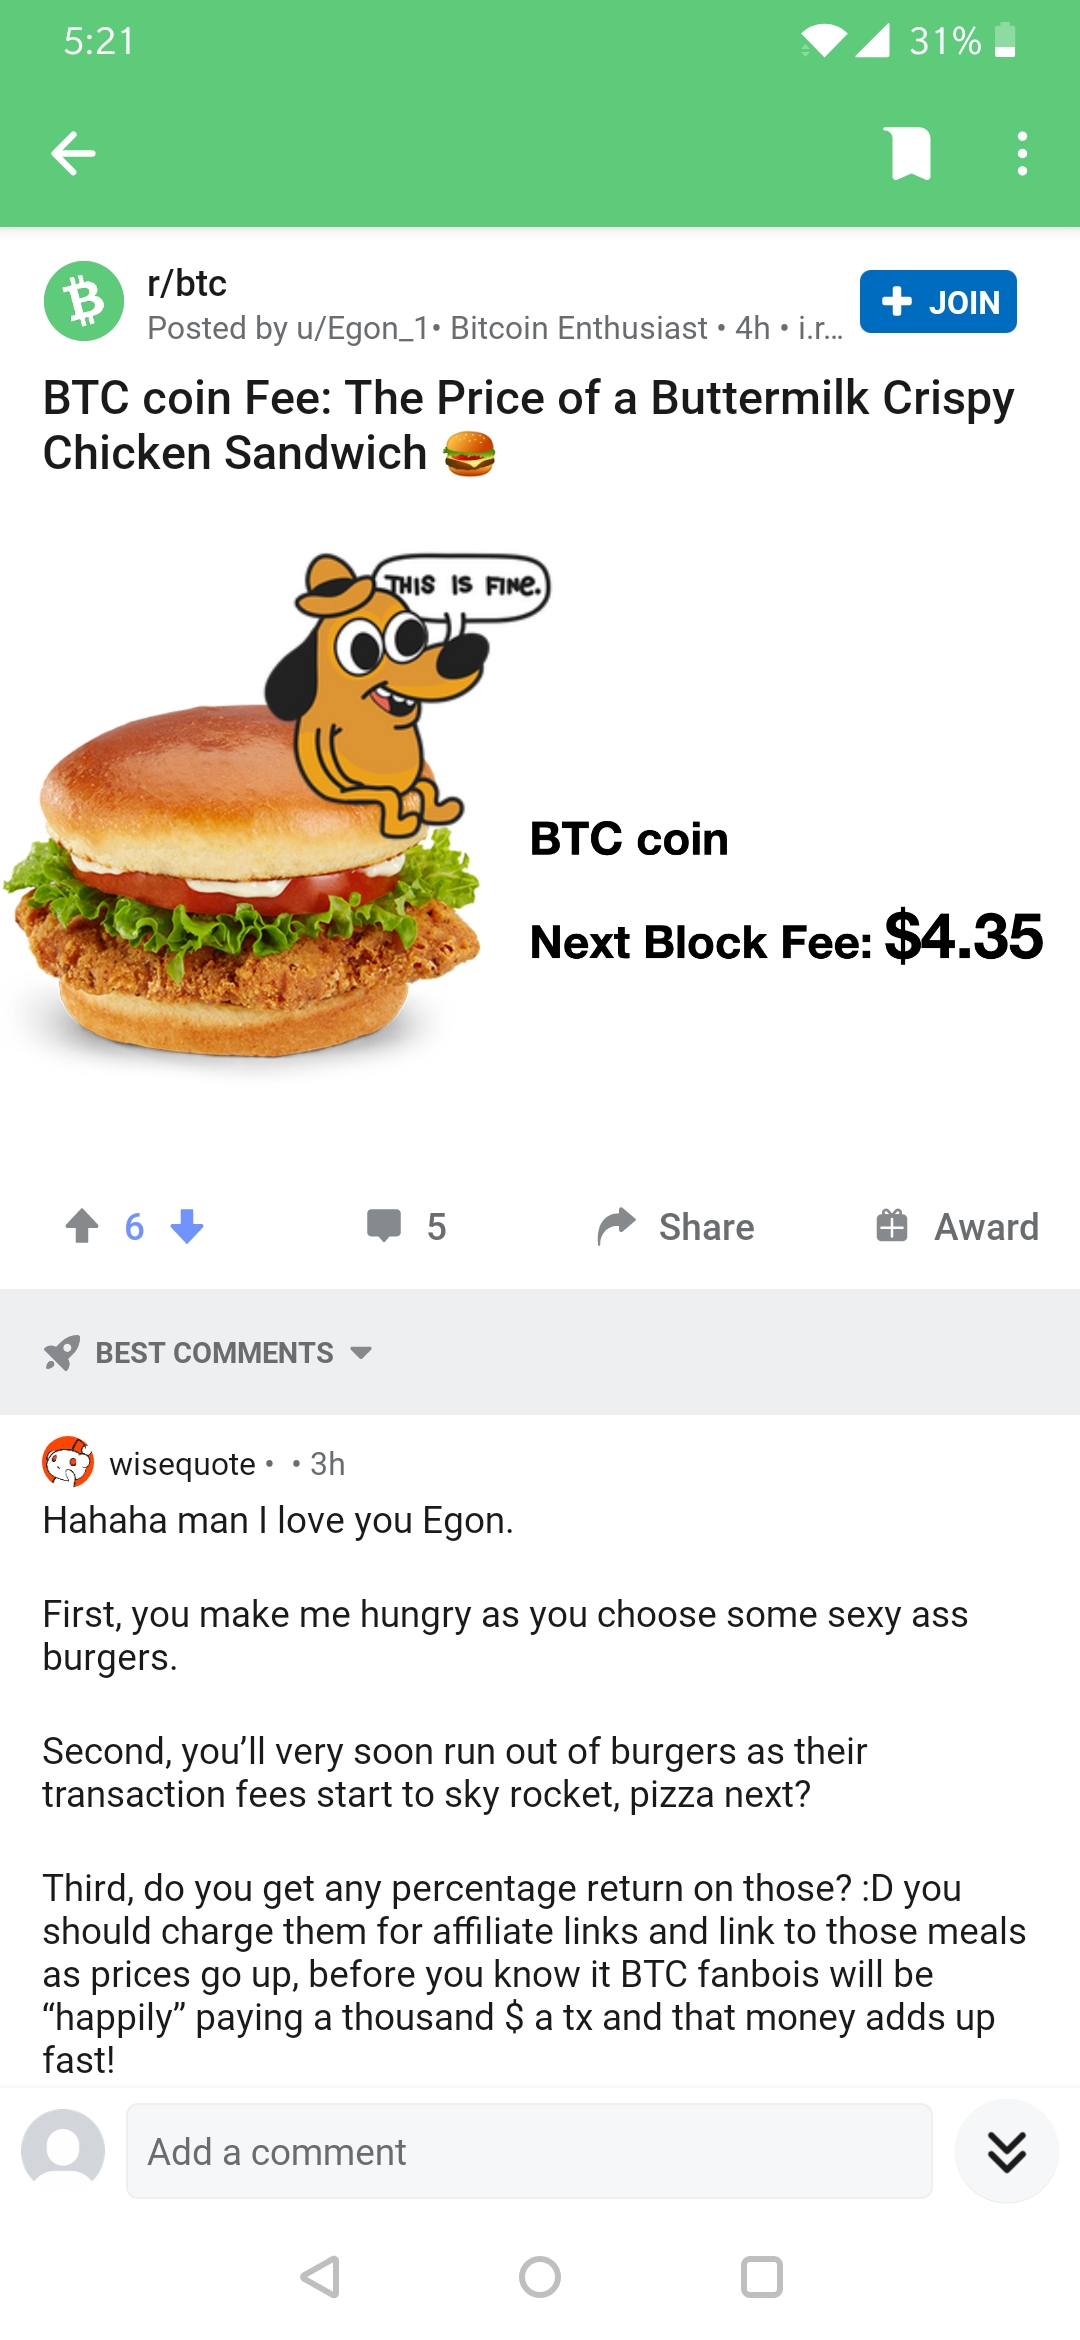 5:21
31%
r/btc
JOIN
Posted by u/Egon_1• Bitcoin Enthusiast • 4h • i.r...
BTC coin Fee: The Price of a Buttermilk Crispy
Chicken Sandwich 🍔
THIS IS FINE.
BTC coin
Next Block Fee: $4.35
6
5
Share
Award
BEST COMMENTS
wisequote • • 3h
Hahaha man I love you Egon.
First, you make me hungry as you choose some sexy ass
burgers.
Second, you’ll very soon run out of burgers as their
transaction fees start to sky rocket, pizza next?
Third, do you get any percentage return on those? :D you
should charge them for affiliate links and link to those meals
as prices go up, before you know it BTC fanbois will be
“happily” paying a thousand $ a tx and that money adds up
fast!
Add a comment